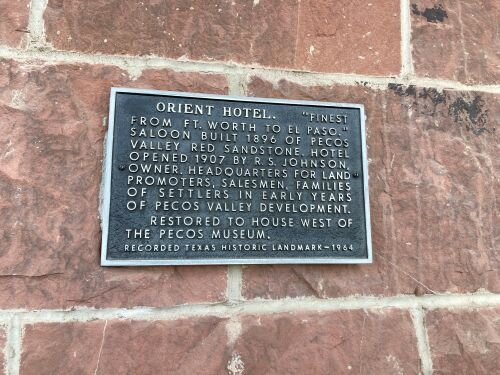 ORIENT HOTEL. "FINEST
FROM FT. WORTH TO EL PASO."
SALOON BUILT 1896 OF PECOS
VALLEY RED SANDSTONE. HOTEL
OPENED 1907 BY R.S. JOHNSON,
OWNER. HEADQUARTERS FOR LAND
PROMOTERS, SALESMEN, FAMILIES
OF SETTLERS IN EARLY YEARS
OF PECOS VALLEY DEVELOPMENT.
RESTORED TO HOUSE WEST OF
THE PECOS MUSEUM.
RECORDED TEXAS HISTORIC LANDMARK-1964